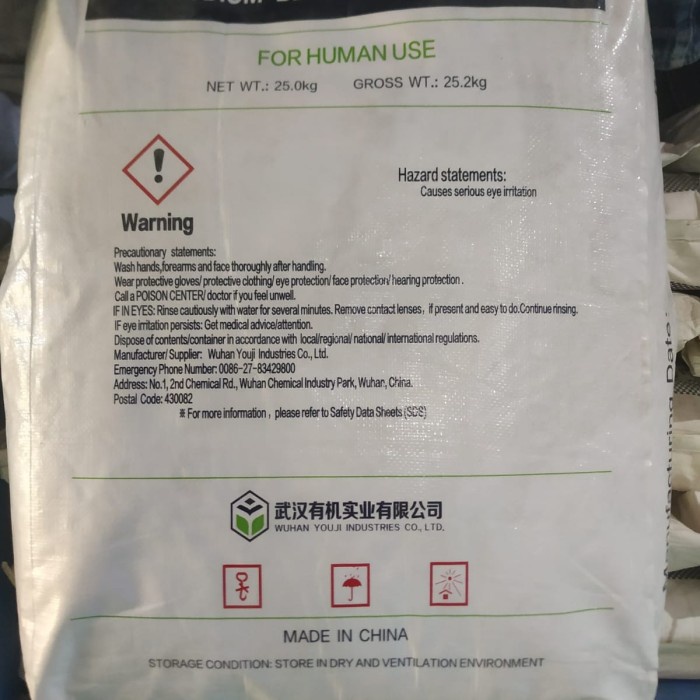 FOR HUMAN USE
NET WT.: 25.0kg GROSS WT.: 25.2kg
Hazard statements:
Causes serious eye irritation
Warning
Precautionary statements:
Wash hands,forearms and face thoroughly after handling.
Wear protective gloves/ protective clothing/ eye protection/ face protection/ hearing protection.
Call a POISON CENTER/ doctor if you feel unwell.
IF IN EYES: Rinse cautiously with water for several minutes. Remove contact lenses, if present and easy to do.Continue rinsing.
IF eye irritation persists: Get medical advice/attention.
Dispose of contents/container in accordance with local/regional/ national/ international regulations.
Manufacturer/ Supplier: Wuhan Youji Industries Co., Ltd.
Emergency Phone Number: 0086-27-83429800
Address: No.1, 2nd Chemical Rd., Wuhan Chemical Industry Park, Wuhan, China.
Postal Code: 430082
※ For more information, please refer to Safety Data Sheets (SDS)
武汉有机实业有限公司
WUHAN YOUJI INDUSTRIES CO., LTD.
MADE IN CHINA
STORAGE CONDITION: STORE IN DRY AND VENTILATION ENVIRONMENT
Manufacturing Date: